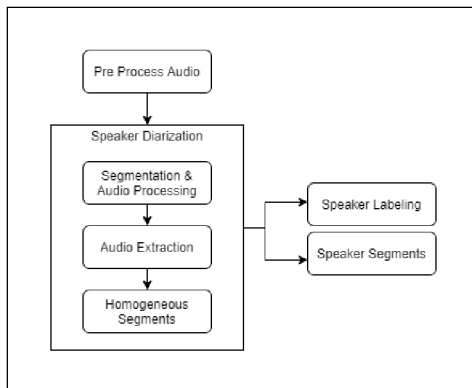 Pre Process Audio
Speaker Diarization
Segmentation &
Audio Processing
Audio Extraction
Homogeneous
Segments
Speaker Labeling
Speaker Segments